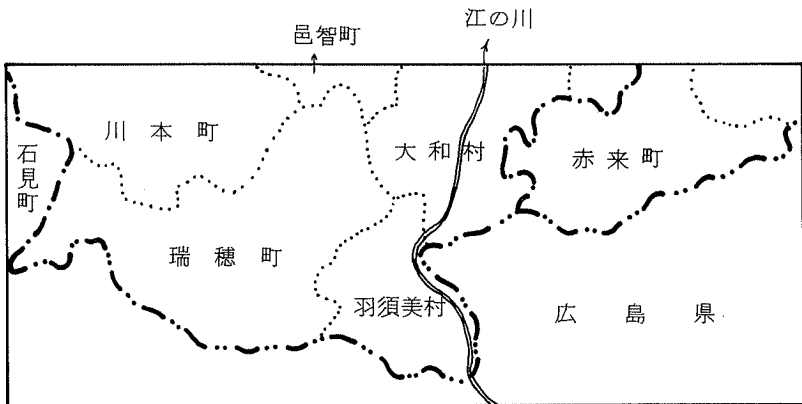 江の川
邑智町
川本町
大和村
赤来町
石見町
瑞穂町
羽須美村
広島県